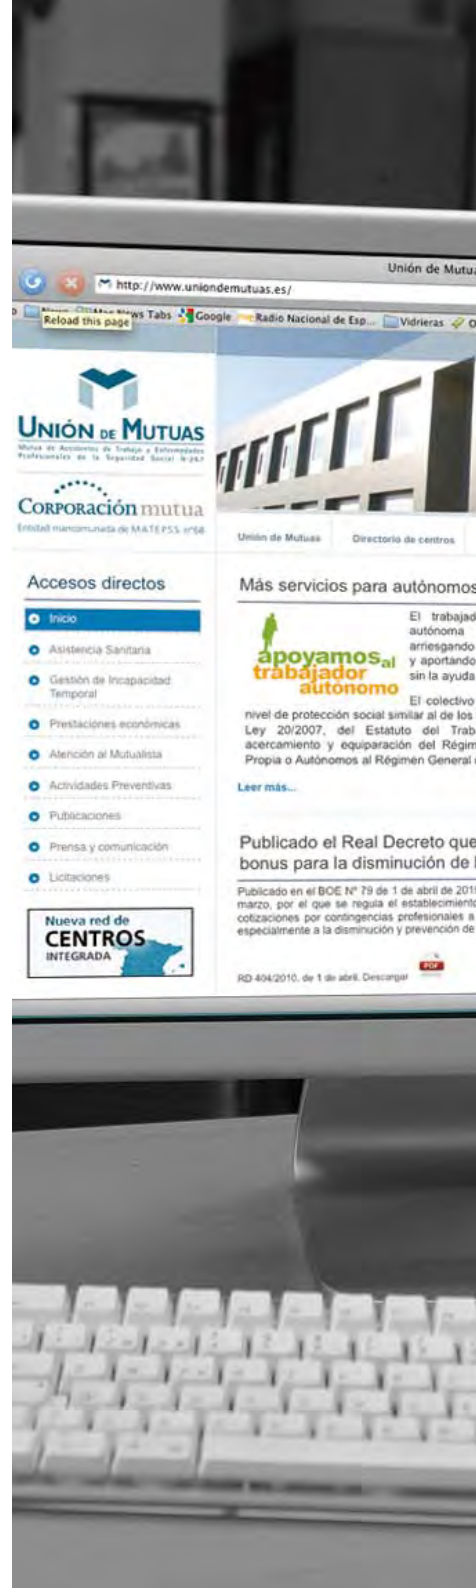 Unión de Mutua
http://www.uniondemutuas.es/
News Tabs Google Radio Nacional de Esp... Vidrieras O
Reload this page
UNIÓN DE MUTUAS
Mutua de Accidentes de Trabajo y Enfermedades
Profesionales de la Seguridad Social Nº267
CORPORACIÓN mutua
Entidad mancomunada de M.A.T.E.P.S.S. nº68
Unión de Mutuas Directorio de centros
Accesos directos
Inicio
Asistencia Sanitaria
Gestión de Incapacidad
Temporal
Prestaciones económicas
Atención al Mutualista
Actividades Preventivas
Publicaciones
Prensa y comunicación
Licitaciones
Nueva red de
CENTROS
INTEGRADA
Más servicios para autónomos
apoyamos al
trabajador
autónomo
El trabajad
autónoma
arriesgando
y aportando
sin la ayuda
El colectivo
nivel de protección social similar al de los
Ley 20/2007, del Estatuto del Trab
acercamiento y equiparación del Régim
Propia o Autónomos al Régimen General
Leer más...
Publicado el Real Decreto que
bonus para la disminución de l
Publicado en el BOE Nº 79 de 1 de abril de 201
marzo, por el que se regula el establecimiento
cotizaciones por contingencias profesionales a
especialmente a la disminución y prevención de
RD 404/2010, de 1 de abril. Descargar PDF